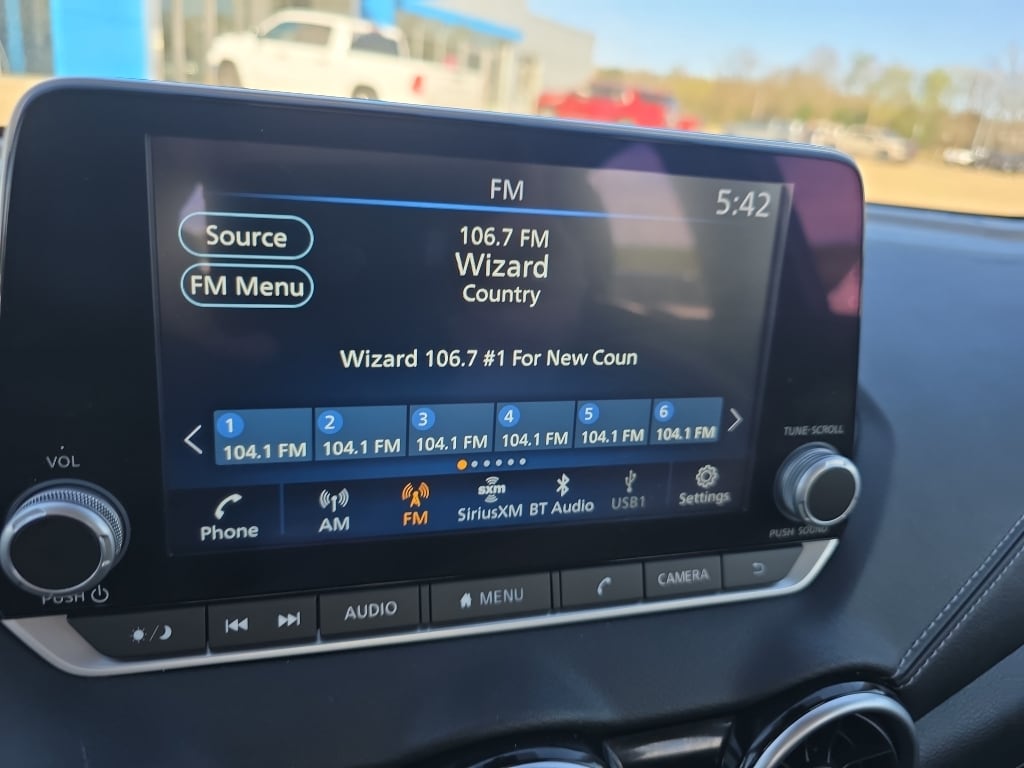 FM
5:42
Source
FM Menu
106.7 FM
Wizard
Country
Wizard 106.7 #1 For New Coun
1 2 3 4 5 6
104.1 FM 104.1 FM 104.1 FM 104.1 FM 104.1 FM 104.1 FM
VOL
TUNE·SCROLL
Phone AM FM sxm SiriusXM BT Audio USB1 Settings
PUSH
PUSH SOUND
AUDIO MENU CAMERA